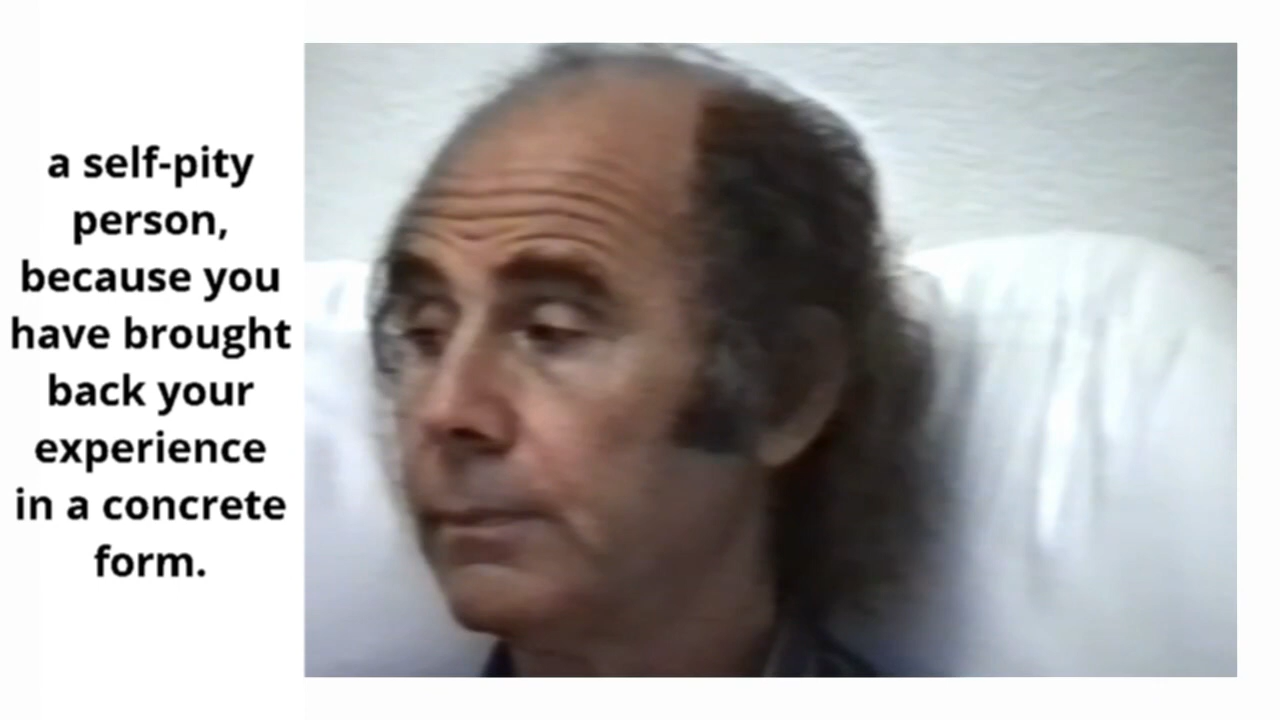 a self-pity
person,
because you
have brought
back your
experience
in a concrete
form.